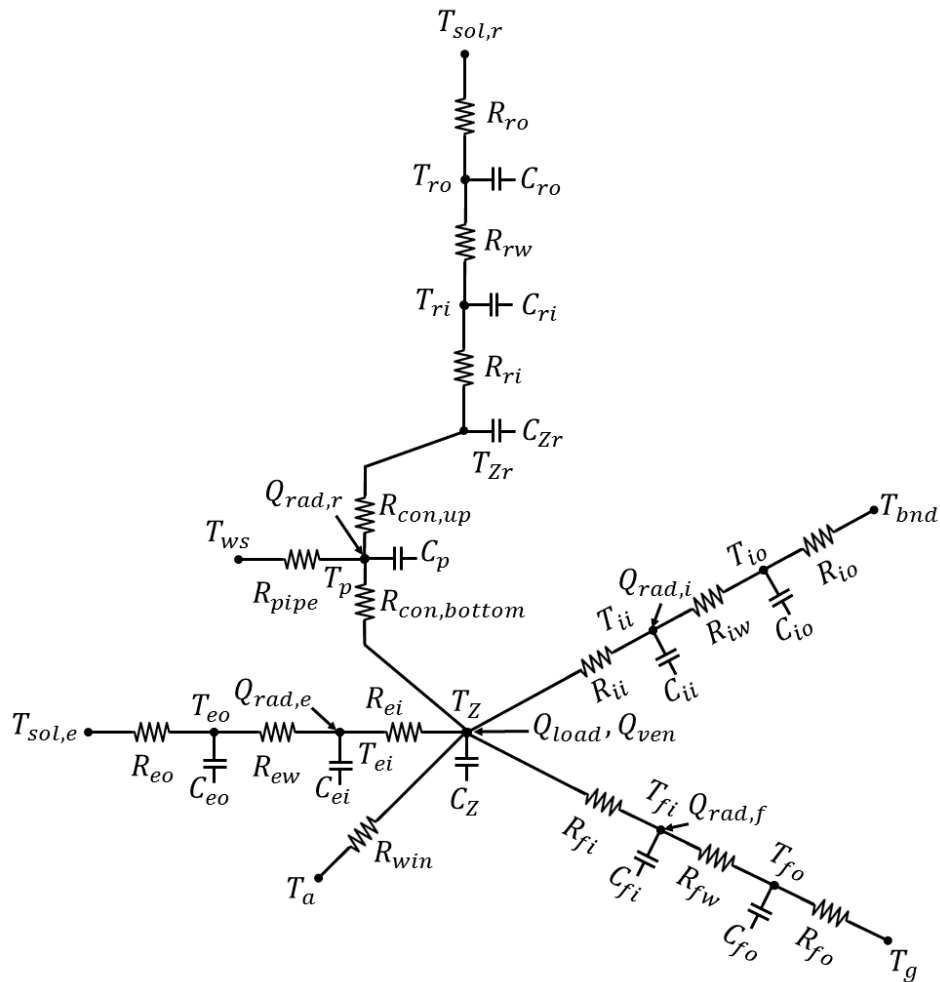 T_{sol,r}
R_{ro}
T_{ro} C_{ro}
R_{rw}
T_{ri} C_{ri}
R_{ri}
C_{Zr}
T_{Zr}
Q_{rad,r} R_{con,up}
T_{ws} C_p
T_p
R_{pipe} R_{con,bottom}
T_{bnd}
T_{io}
R_{io}
Q_{rad,i}
T_{ii} R_{iw} C_{io}
R_{ii} C_{ii}
Q_{rad,e} R_{ei} T_Z
T_{sol,e} T_{eo} Q_{load}, Q_{ven}
R_{eo} R_{ew} T_{ei}
C_{eo} C_{ei} C_Z
T_{fi} Q_{rad,f}
R_{win} R_{fi} T_{fo}
T_a C_{fi} R_{fw}
C_{fo} R_{fo}
T_g